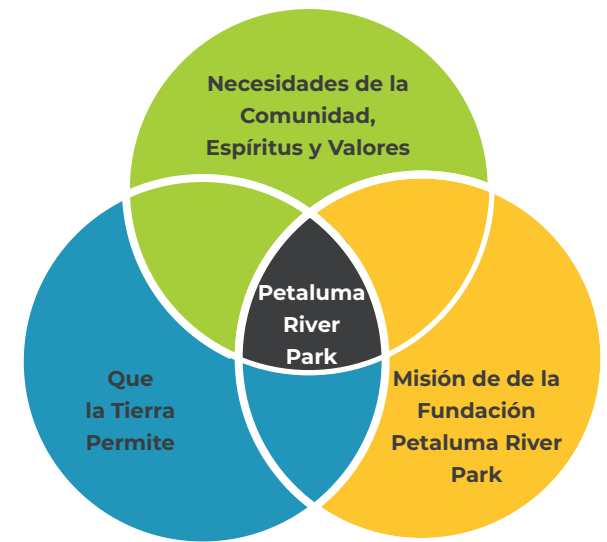 Necesidades de la
Comunidad,
Espíritus y Valores
Petaluma
River
Park
Que
la Tierra
Permite
Misión de de la
Fundación
Petaluma River
Park